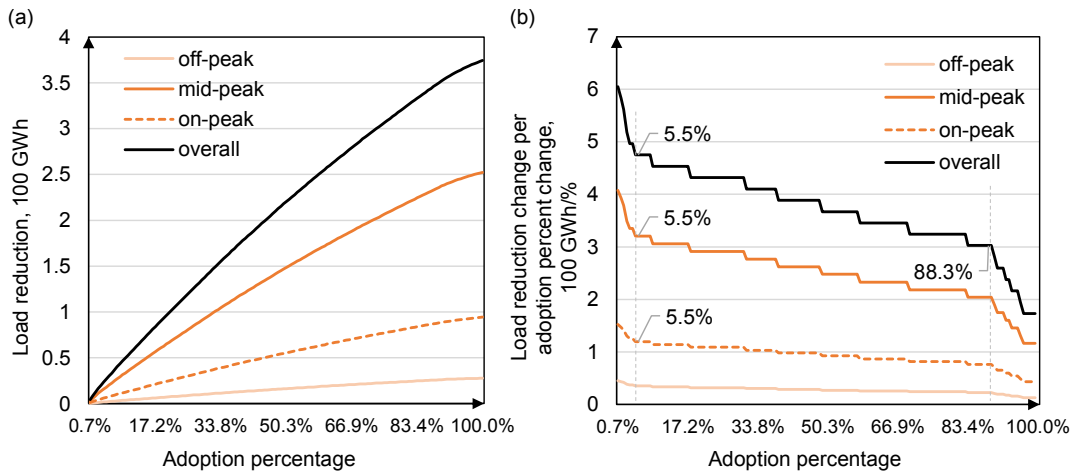 (a)
Load reduction, 100 GWh
4
3.5
3
2.5
2
1.5
1
0.5
0
off-peak
mid-peak
on-peak
overall
0.7% 17.2% 33.8% 50.3% 66.9% 83.4% 100.0%
Adoption percentage
(b)
Load reduction change per
adoption percent change,
100 GWh/%
7
6
5
4
3
2
1
0
off-peak
mid-peak
on-peak
overall
5.5%
5.5%
88.3%
5.5%
0.7% 17.2% 33.8% 50.3% 66.9% 83.4% 100.0%
Adoption percentage